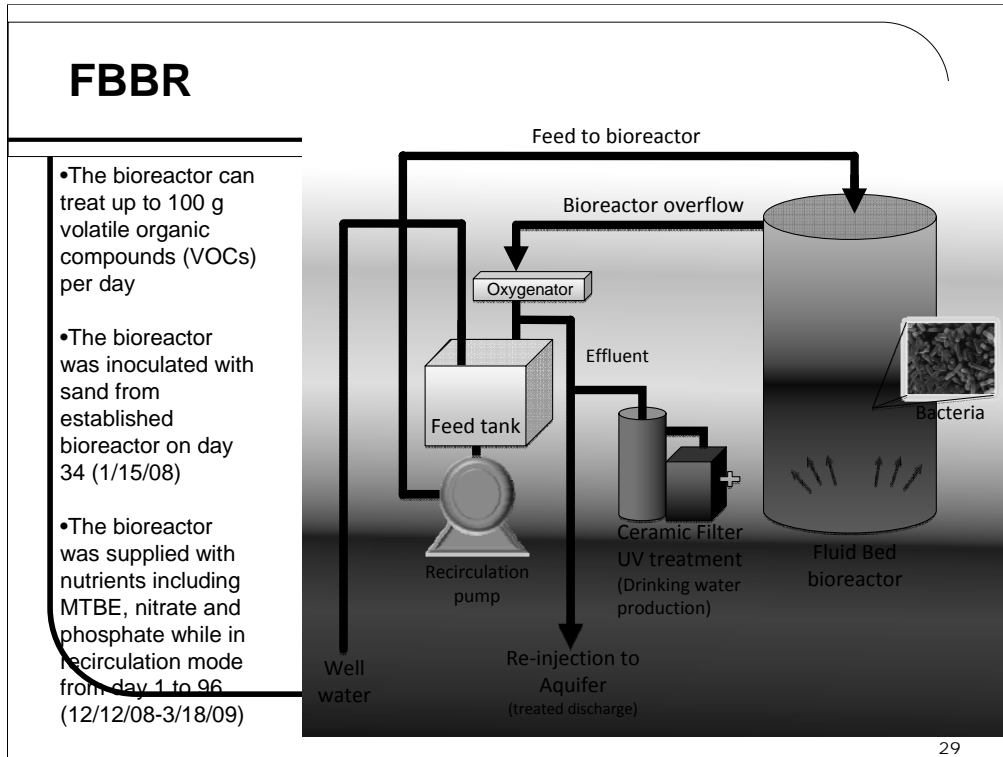 FBBR
•The bioreactor can
treat up to 100 g
volatile organic
compounds (VOCs)
per day
•The bioreactor
was inoculated with
sand from
established
bioreactor on day
34 (1/15/08)
•The bioreactor
was supplied with
nutrients including
MTBE, nitrate and
phosphate while in
recirculation mode
from day 1 to 96
(12/12/08-3/18/09)
Feed to bioreactor
Bioreactor overflow
Oxygenator
Effluent
Feed tank
Bacteria
Recirculation
pump
Ceramic Filter
UV treatment
(Drinking water
production)
Fluid Bed
bioreactor
Well
water
Re-injection to
Aquifer
(treated discharge)
29